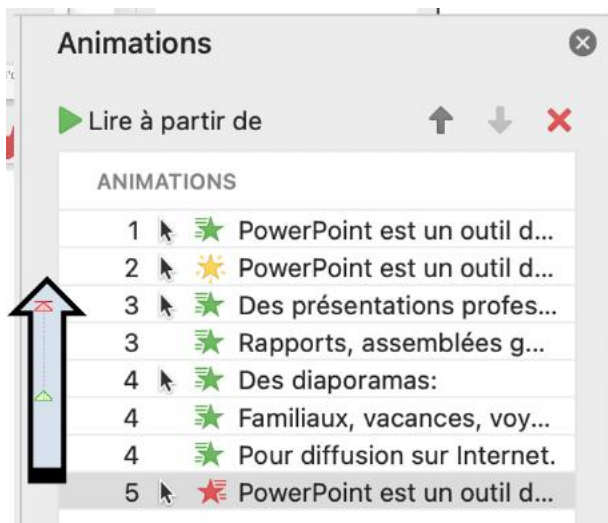 Animations
Lire à partir de
ANIMATIONS
1 PowerPoint est un outil d...
2 PowerPoint est un outil d...
3 Des présentations profes...
3 Rapports, assemblées g...
4 Des diaporamas:
4 Familiaux, vacances, voy...
4 Pour diffusion sur Internet.
5 PowerPoint est un outil d...